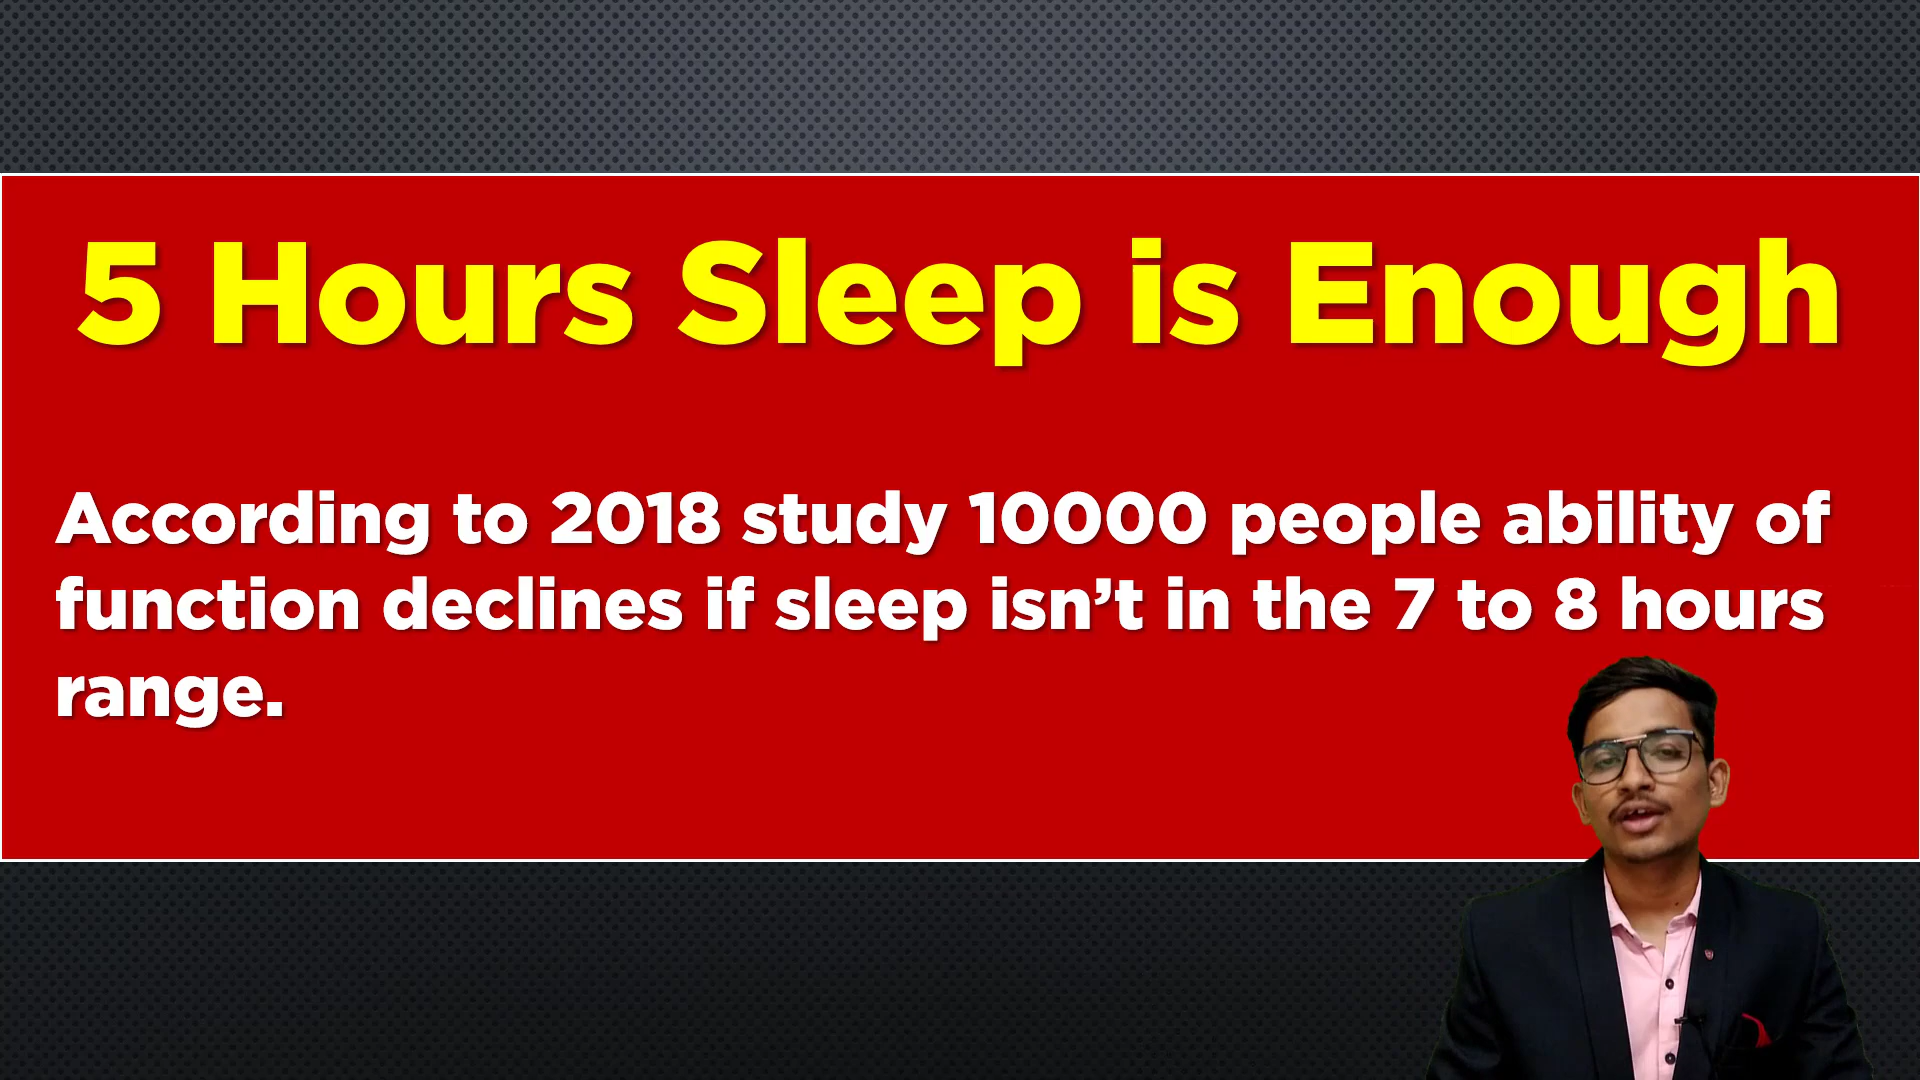 5 Hours Sleep is Enough
According to 2018 study 10000 people ability of
function declines if sleep isn’t in the 7 to 8 hours
range.